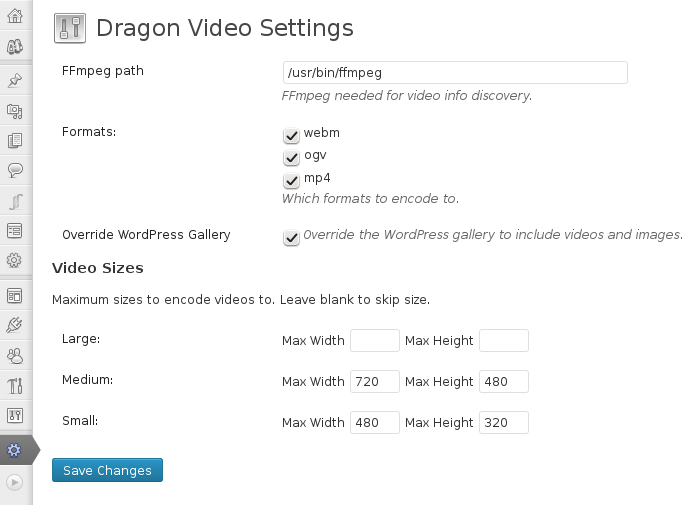 Dragon Video Settings
FFmpeg path /usr/bin/ffmpeg
FFmpeg needed for video info discovery.
Formats: webm
ogv
mp4
Which formats to encode to.
Override WordPress Gallery Override the WordPress gallery to include videos and images.
Video Sizes
Maximum sizes to encode videos to. Leave blank to skip size.
Large: Max Width Max Height
Medium: Max Width 720 Max Height 480
Small: Max Width 480 Max Height 320
Save Changes